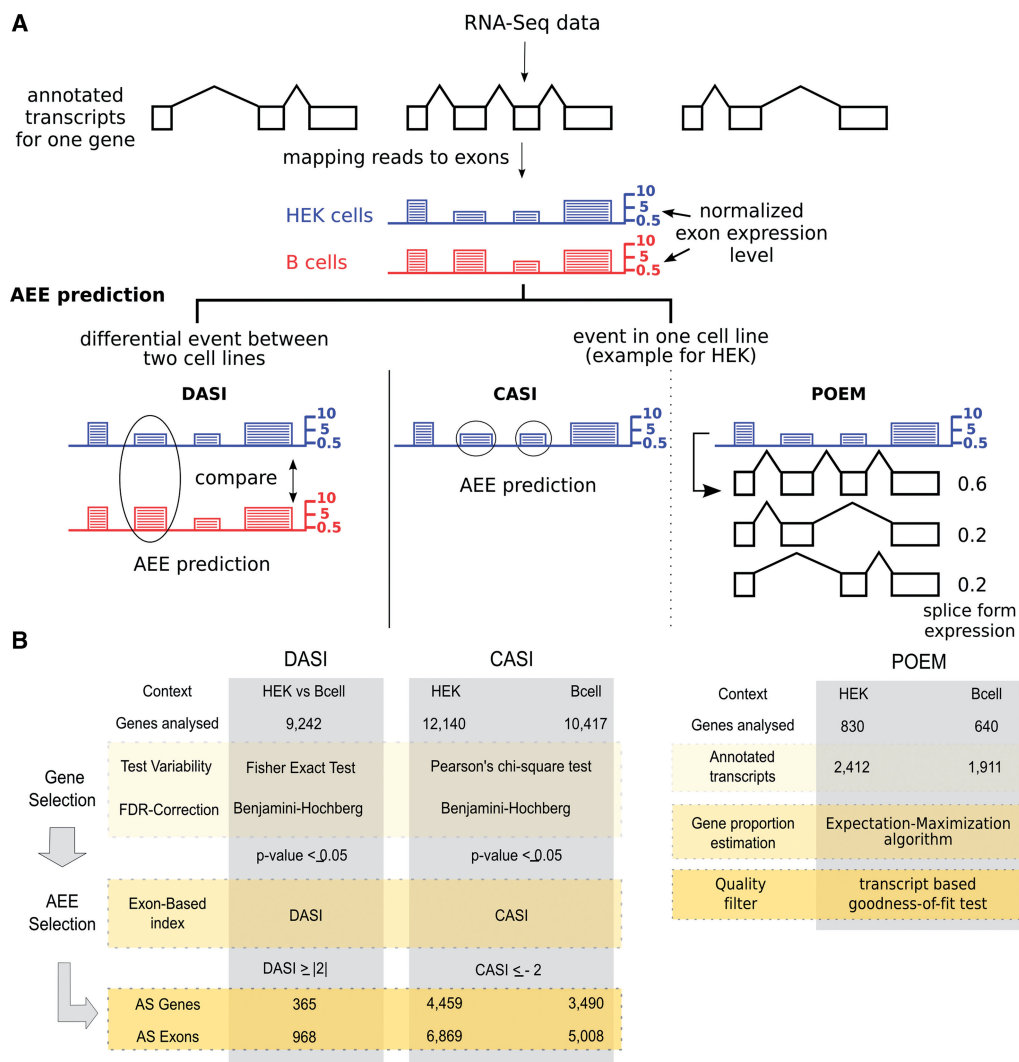 A
RNA-Seq data
annotated
transcripts
for one gene
mapping reads to exons
HEK cells
10
5
0.5
B cells
10
5
0.5
normalized
exon expression
level
AEE prediction
differential event between
two cell lines
event in one cell line
(example for HEK)
DASI
CASI
POEM
10
5
0.5
10
5
0.5
10
5
0.5
compare
AEE prediction
0.6
10
5
0.5
0.2
AEE prediction
0.2
splice form
expression
B
DASI
CASI
POEM
Context HEK vs Bcell HEK Bcell
Genes analysed 9,242 12,140 10,417
Test Variability Fisher Exact Test Pearson's chi-square test
FDR-Correction Benjamini-Hochberg Benjamini-Hochberg
p-value ≤ 0.05 p-value ≤ 0.05
Gene
Selection
AEE
Selection
Exon-Based
index
DASI
CASI
DASI ≥ |2| CASI ≤ - 2
AS Genes 365 4,459 3,490
AS Exons 968 6,869 5,008
Context HEK Bcell
Genes analysed 830 640
Annotated
transcripts
2,412 1,911
Gene proportion
estimation
Expectation-Maximization
algorithm
Quality
filter
transcript based
goodness-of-fit test